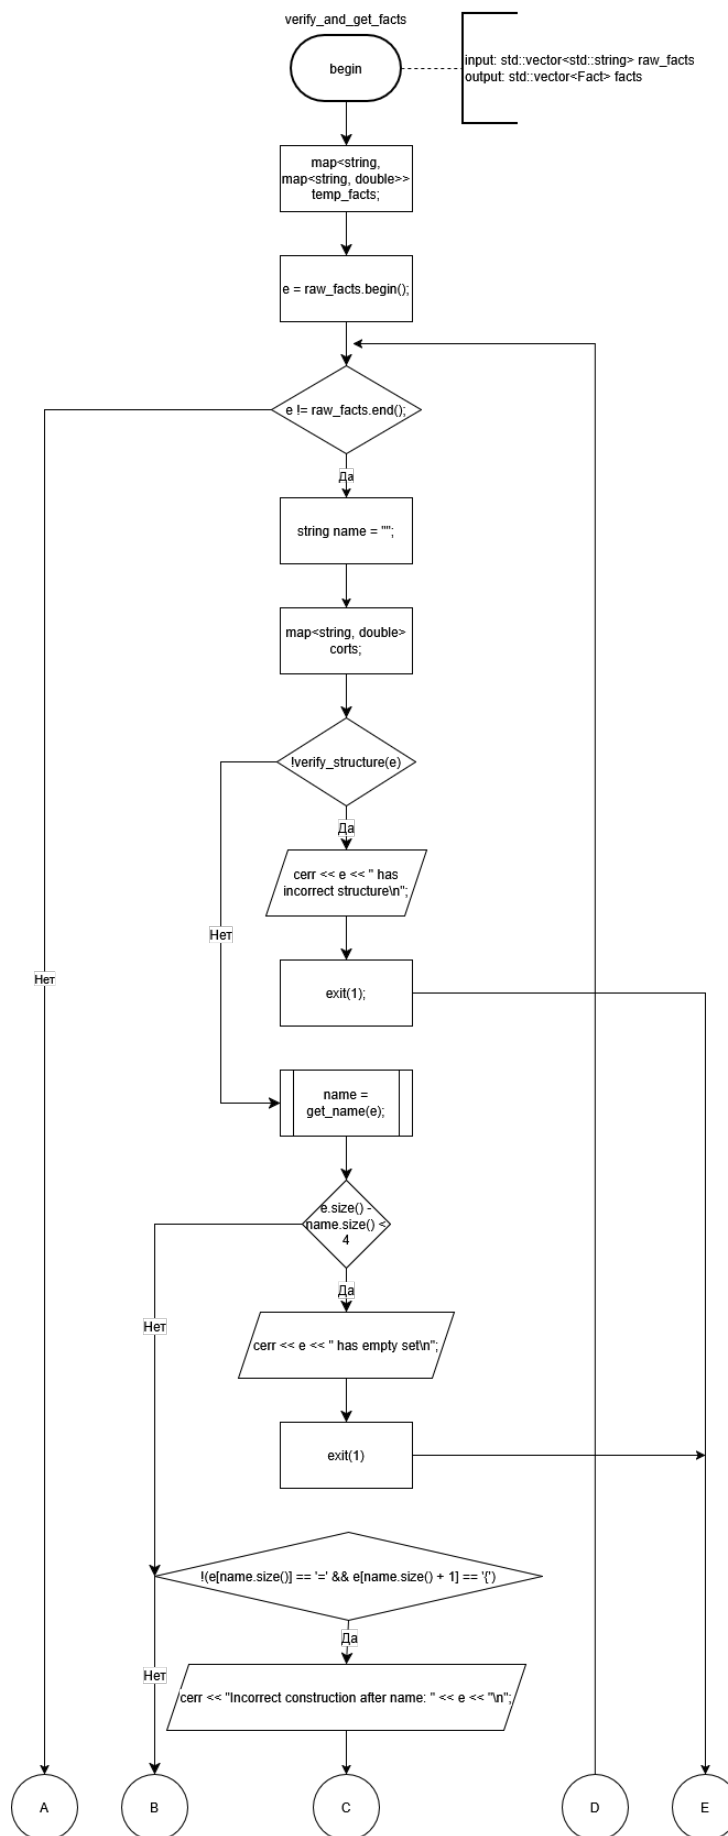 verify_and_get_facts
begin
input: std::vector<std::string> raw_facts
output: std::vector<Fact> facts
map<string,
map<string, double>>
temp_facts;
e = raw_facts.begin();
e != raw_facts.end();
Да
string name = "";
map<string, double>
corts;
!verify_structure(e)
Да
cerr << e << " has
incorrect structure\n";
Нет
Нет
exit(1);
name =
get_name(e);
e.size() -
name.size() <
4
Да
Нет
cerr << e << " has empty set\n";
exit(1)
!(e[name.size()] == '=' && e[name.size() + 1] == '{')
Да
Нет
cerr << "Incorrect construction after name: " << e << "\n";
A
B
C
D
E